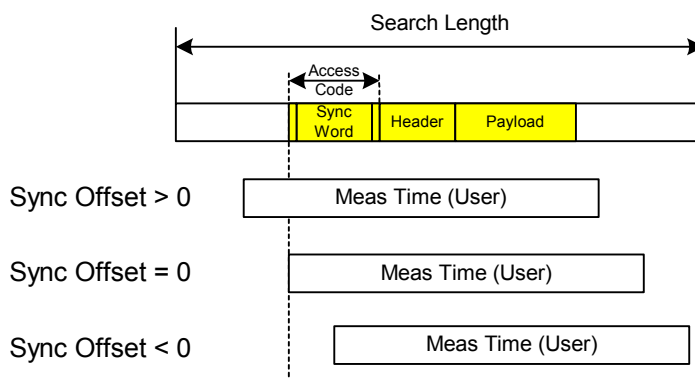 Search Length
Access
Code
Sync
Word
Header
Payload
Sync Offset > 0
Meas Time (User)
Sync Offset = 0
Meas Time (User)
Sync Offset < 0
Meas Time (User)